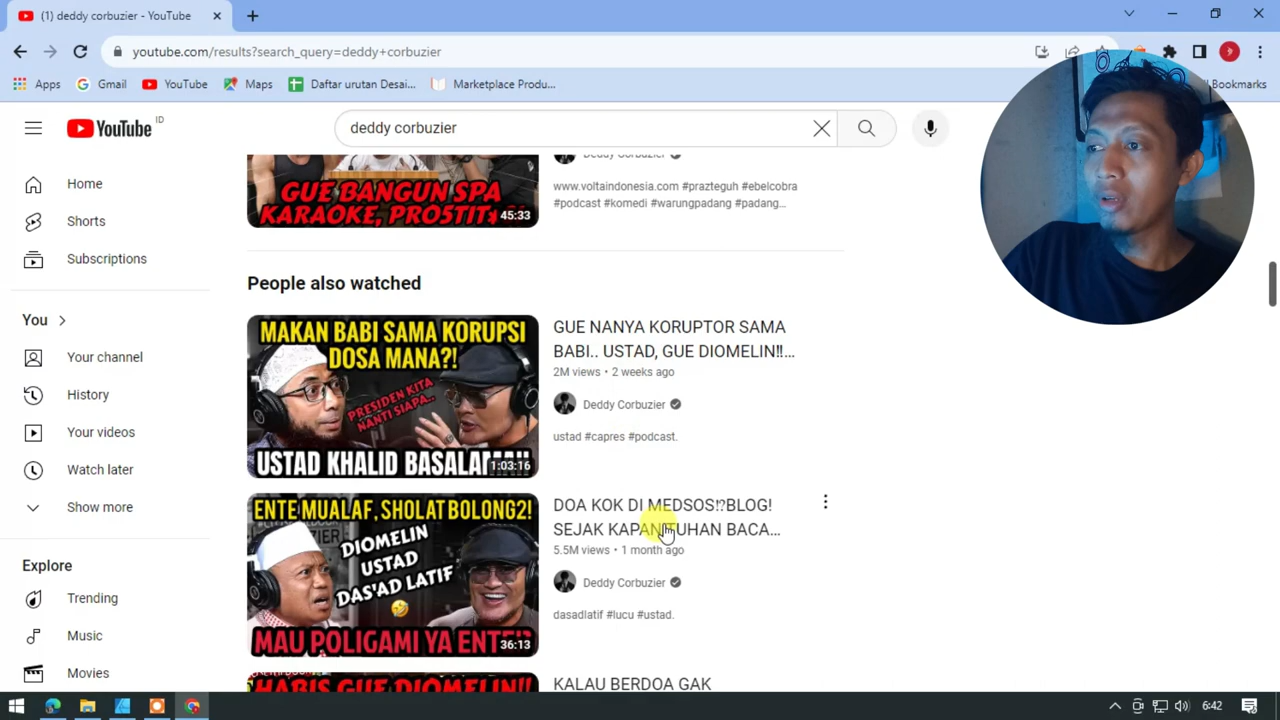 (1) deddy corbuzier - YouTube
youtube.com/results?search_query=deddy+corbuzier
Apps
Gmail
YouTube
Maps
Daftar urutan Desai...
Marketplace Produ...
Bookmarks
YouTube
ID
deddy corbuzier
Home
Shorts
Subscriptions
You
Your channel
History
Your videos
Watch later
Show more
Explore
Trending
Music
Movies
GUE BANGUN SPA
KARAOKE,
45:33
Deddy Corbuzier
www.voltaindonesia.com #prazteguh #ebelcobra
#podcast #komedi #warungpadang #padang...
People also watched
MAKAN BABI SAMA KORUPSI
DOSA MANA?!
PRESIDEN KITA
NANTI SIAPA...
USTAD KHALID
1:03:16
GUE NANYA KORUPTOR SAMA
BABI.. USTAD, GUE DIOMELIN!!...
2M views • 2 weeks ago
Deddy Corbuzier
ustad #capres #podcast.
ENTE MUALAF, SHOLAT BOLONG2!
DIOMELIN
USTAD
DAS'AD LATIF
MAU POLIGAMI YA
36:13
DOA KOK DI MEDSOS!?BLOG!
SEJAK KAPAN TUHAN BACA...
5.5M views • 1 month ago
Deddy Corbuzier
dasadlatif #lucu #ustad.
HABIS GUE DIOMELIN!!
KALAU BERDOA GAK
6:42